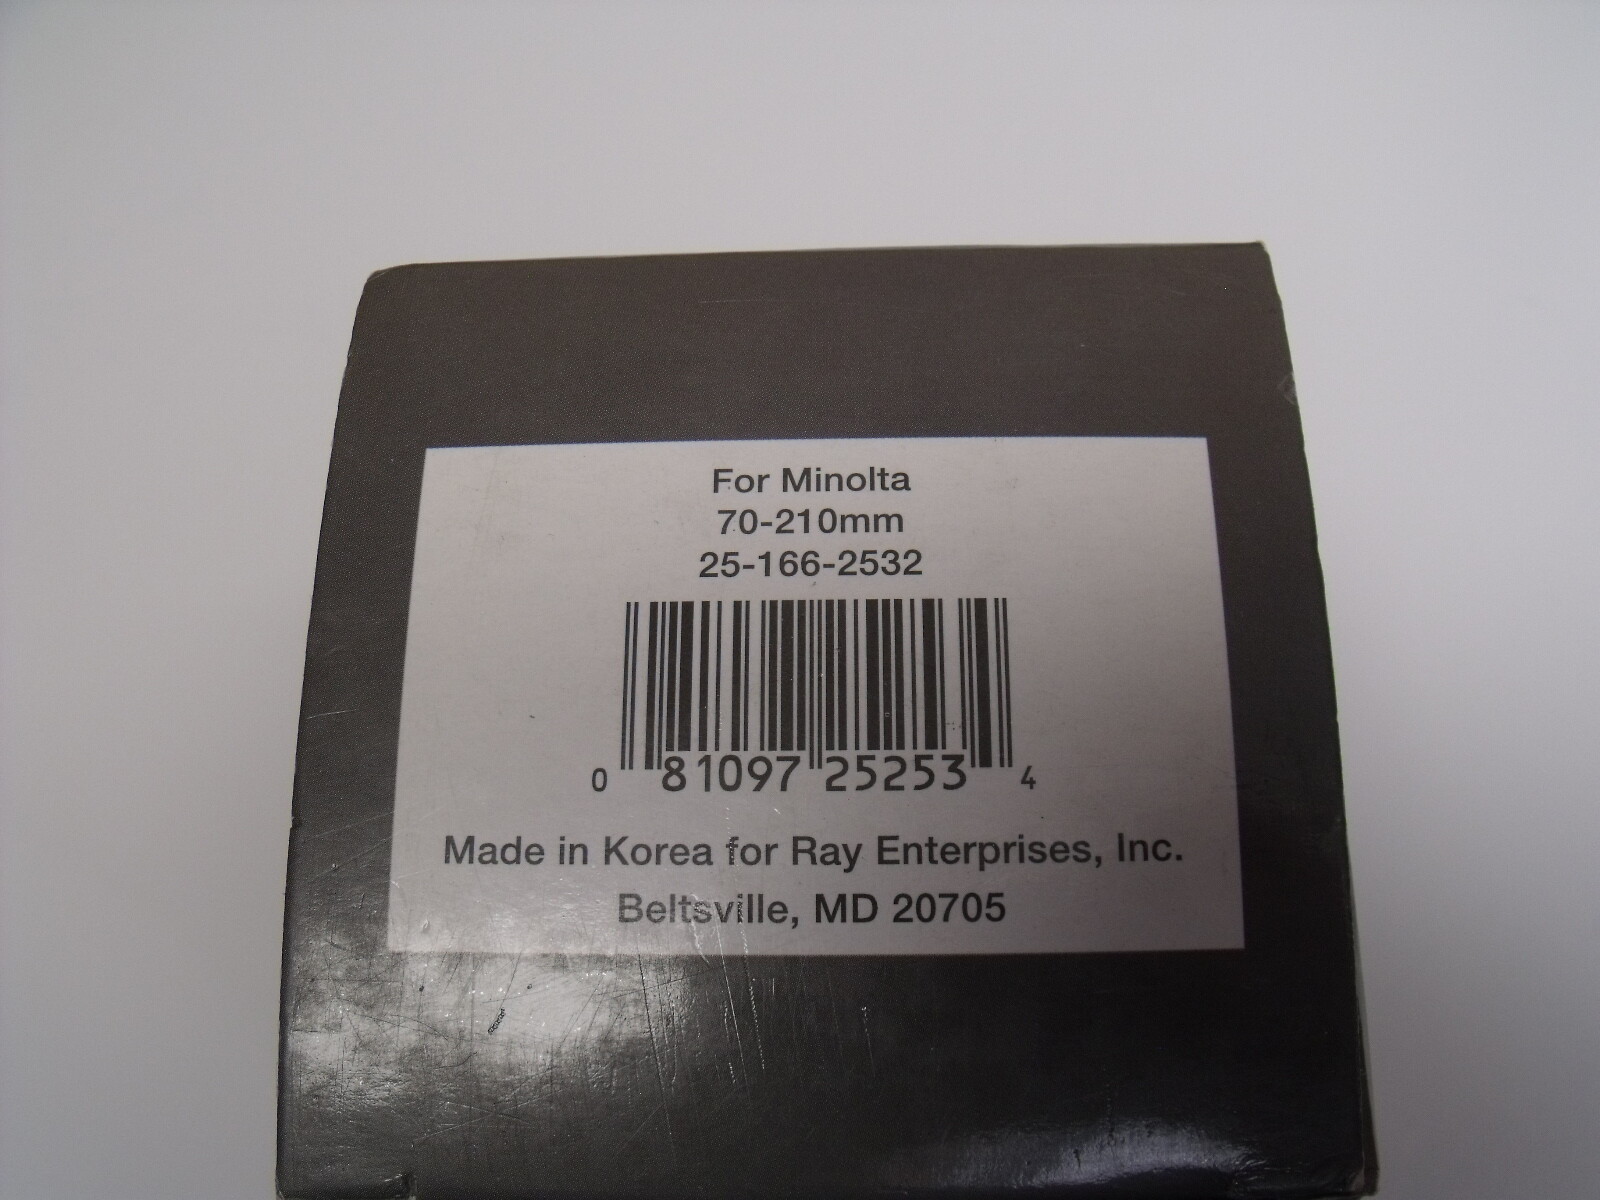 For Minolta
70-210mm
25-166-2532
0 81097 25253 4
Made in Korea for Ray Enterprises, Inc.
Beltsville, MD 20705